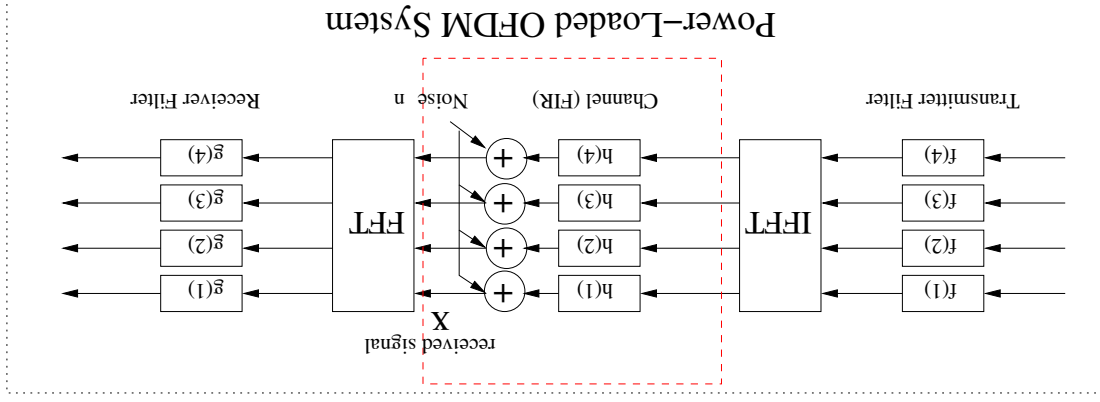 received signal
X
f(1) h(1) + g(1)
f(2) h(2) + g(2)
IFFT FFT
f(3) h(3) + g(3)
f(4) h(4) + g(4)
Transmitter Filter Channel (FIR) Noise n Receiver Filter
Power–Loaded OFDM System